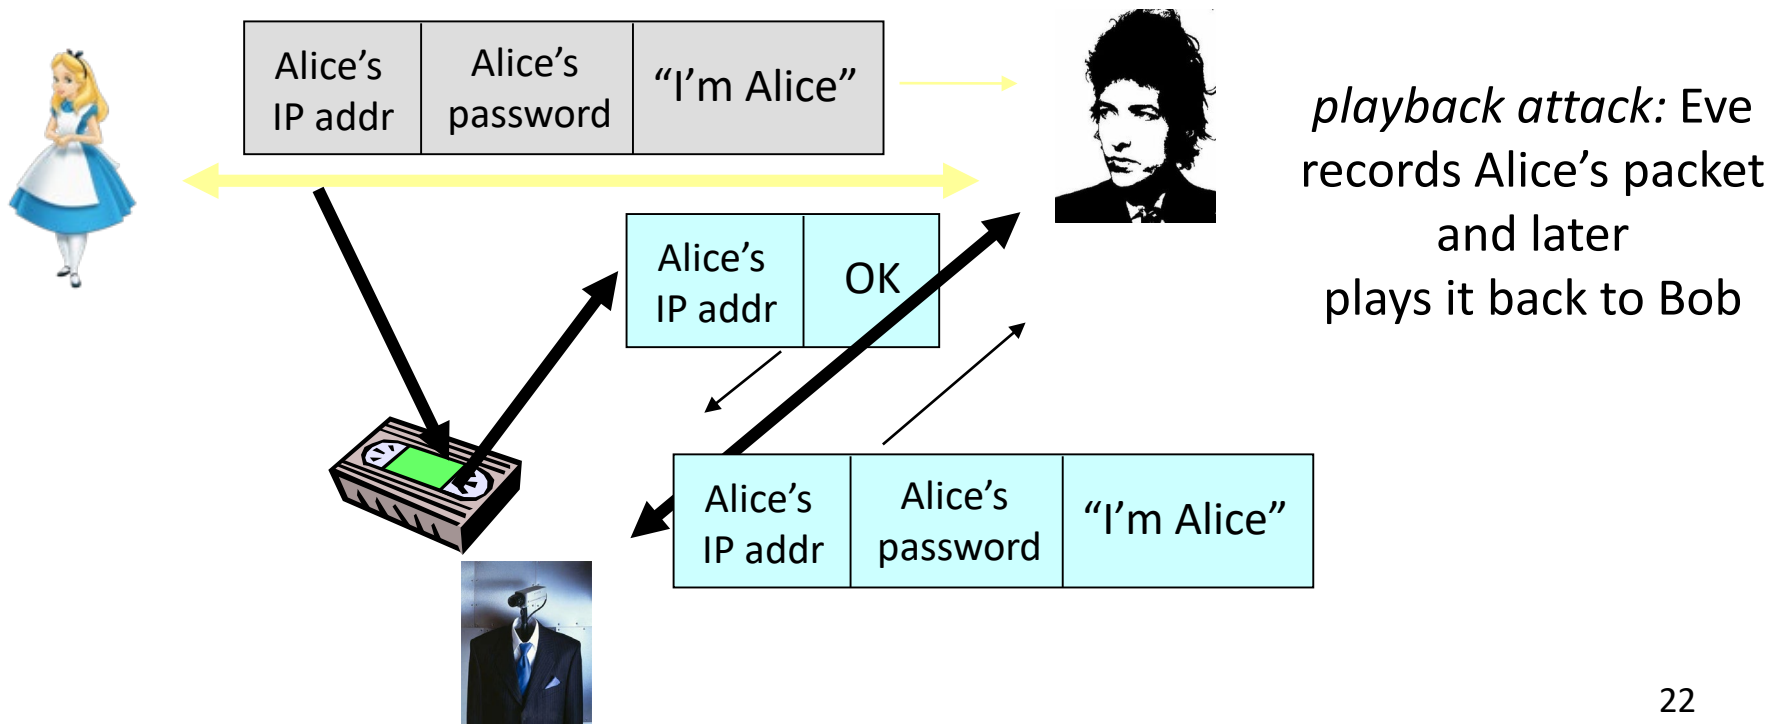 Alice’s
IP addr
Alice’s
password
“I’m Alice”
playback attack: Eve
records Alice’s packet
and later
plays it back to Bob
Alice’s
IP addr
OK
Alice’s
IP addr
Alice’s
password
“I’m Alice”
22